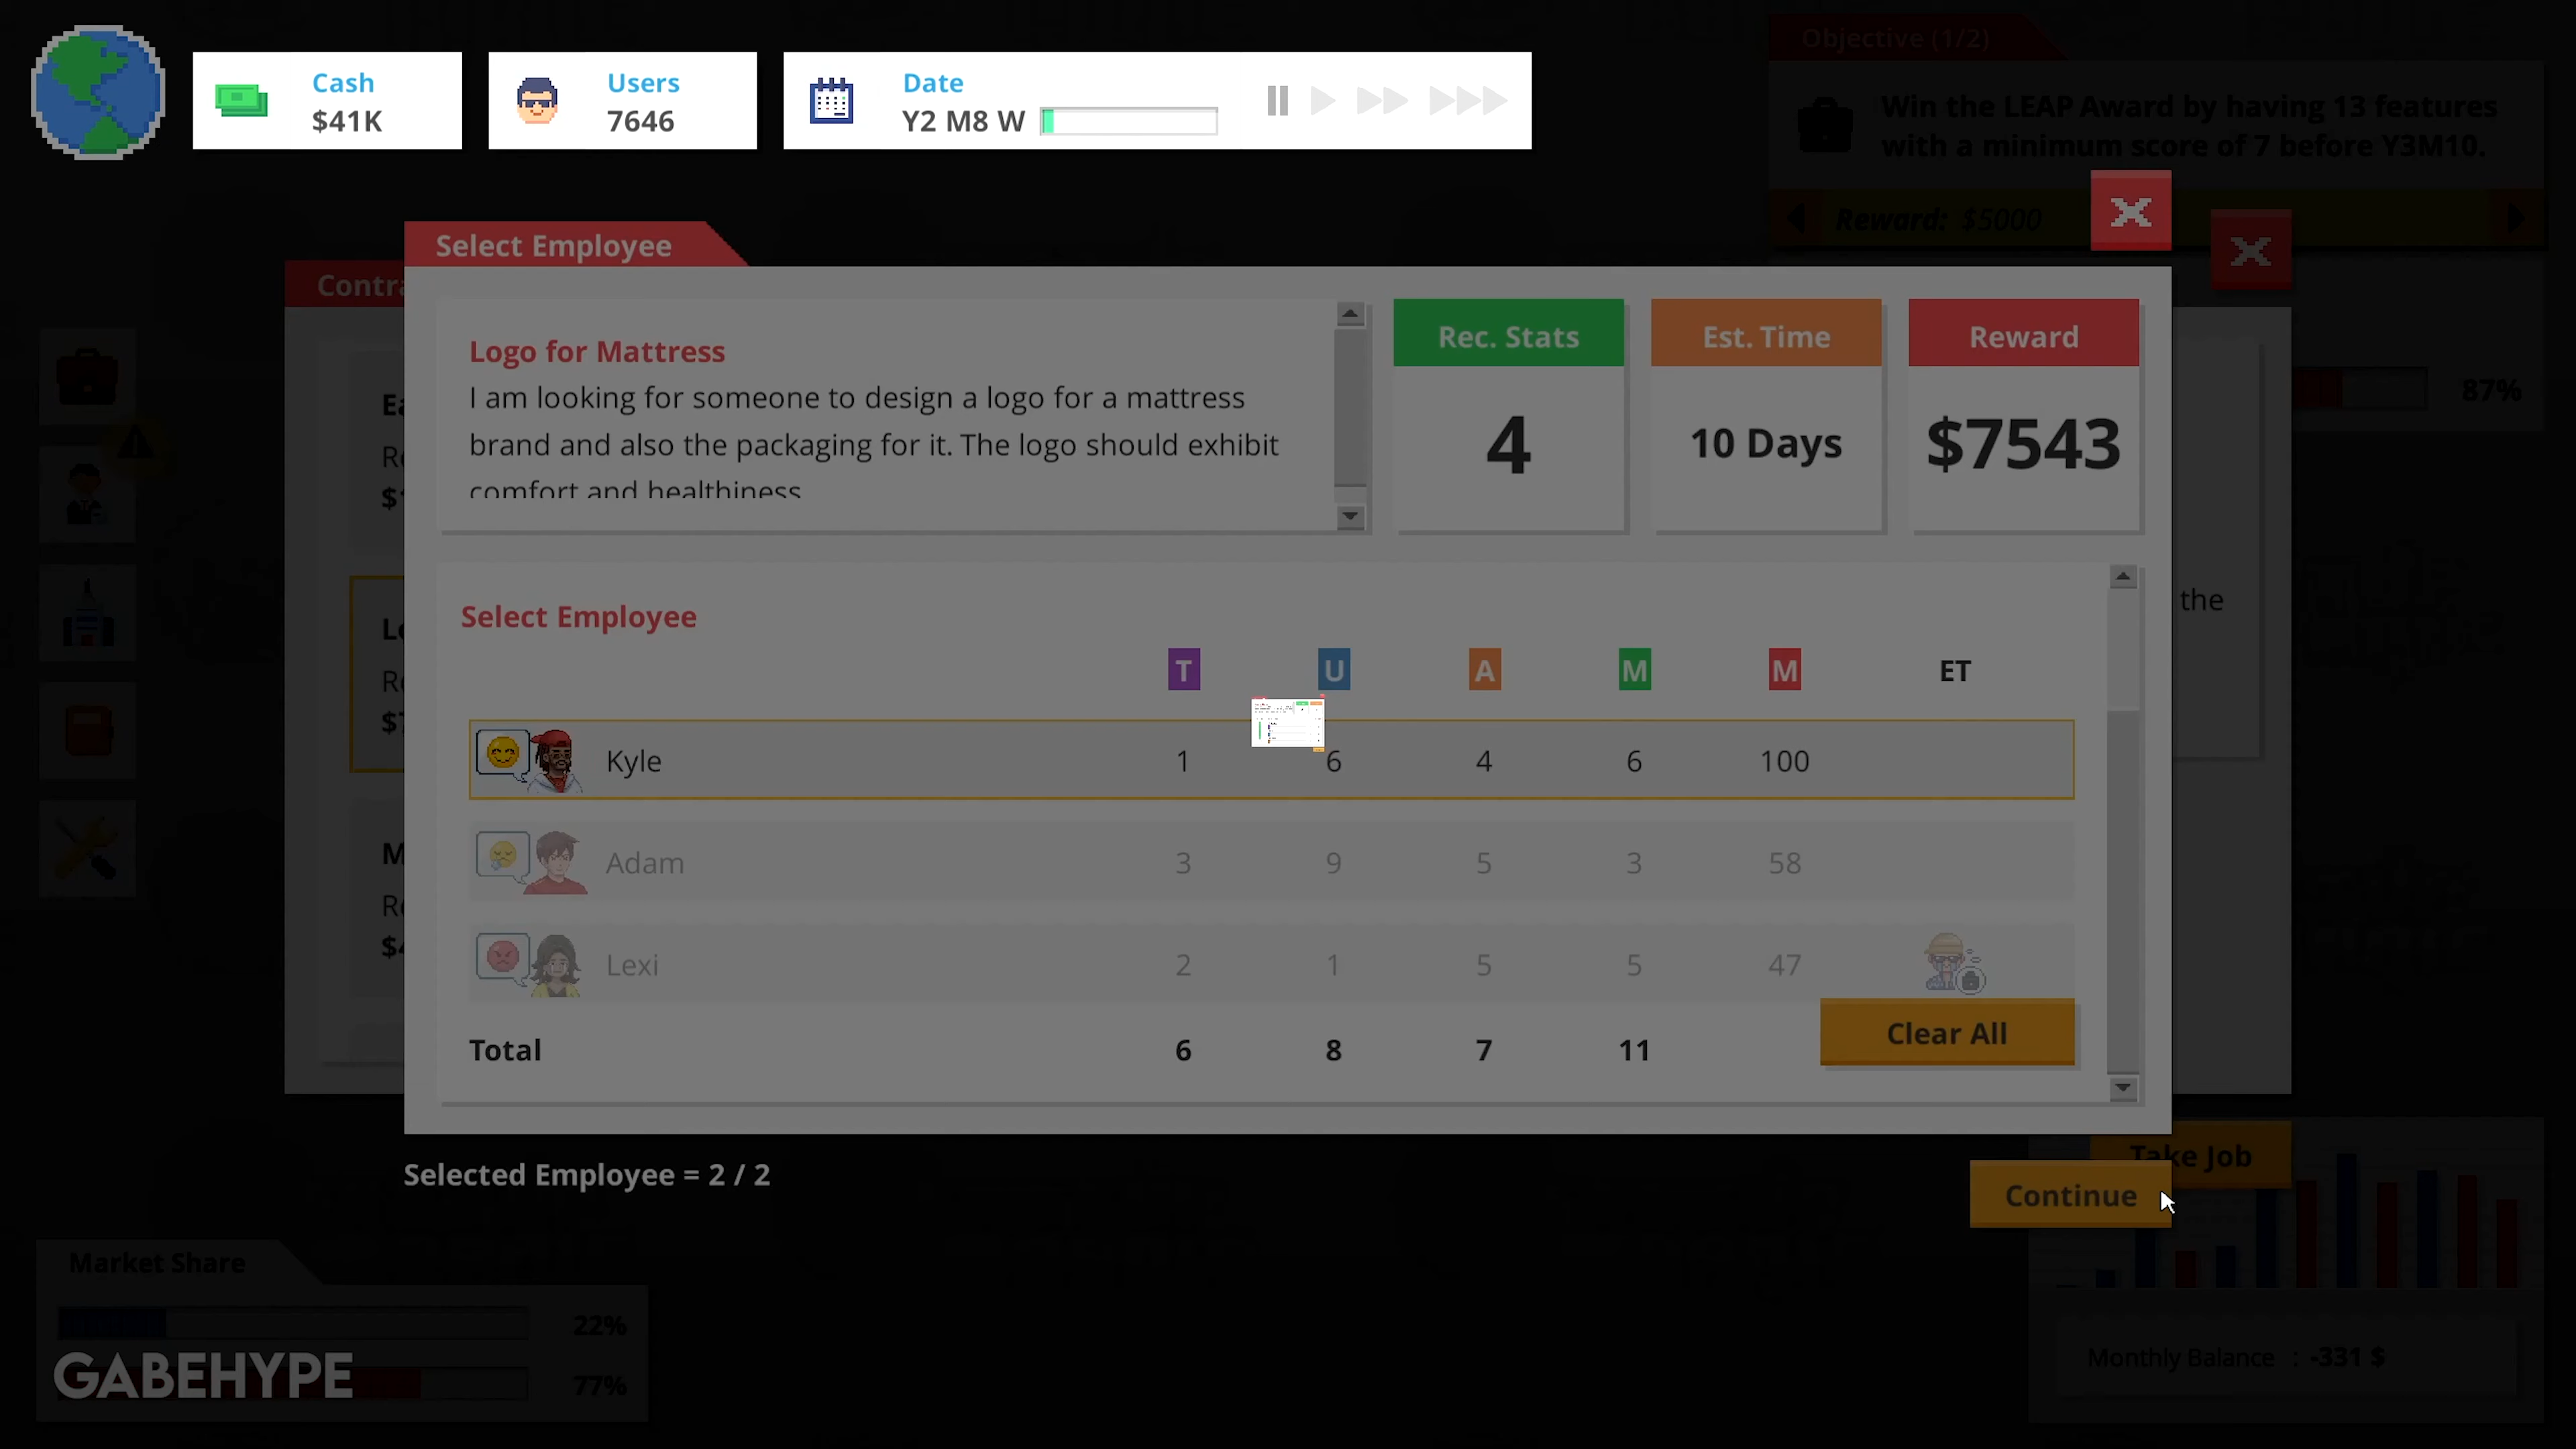 Cash
$41K
Users
7646
Date
Y2 M8 W
Objective (1/2)
Win the LEAP Award by having 13 features
with a minimum score of 7 before Y3M10.
Reward: $5000
87%
Select Employee
Logo for Mattress
I am looking for someone to design a logo for a mattress
brand and also the packaging for it. The logo should exhibit
comfort and healthiness
Rec. Stats
4
Est. Time
10 Days
Reward
$7543
the
Select Employee
T U A M M ET
Kyle 1 6 4 6 100
Adam 3 9 5 3 58
Lexi 2 1 5 5 47
Total 6 8 7 11
Clear All
Selected Employee = 2 / 2
Take Job
Continue
Market Share
22%
77%
GABEHYPE
Monthly Balance : -331 $